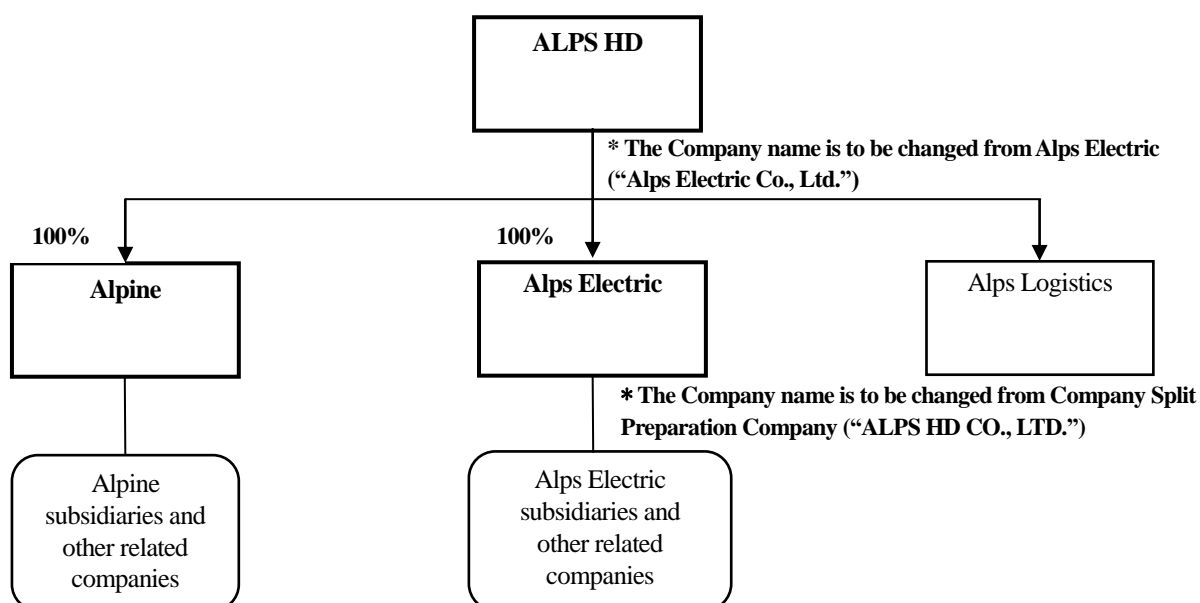 ALPS HD
* The Company name is to be changed from Alps Electric
(“Alps Electric Co., Ltd.”)
100%
100%
Alpine
Alps Electric
Alps Logistics
* The Company name is to be changed from Company Split
Preparation Company (“ALPS HD CO., LTD.”)
Alpine
subsidiaries and
other related
companies
Alps Electric
subsidiaries and
other related
companies